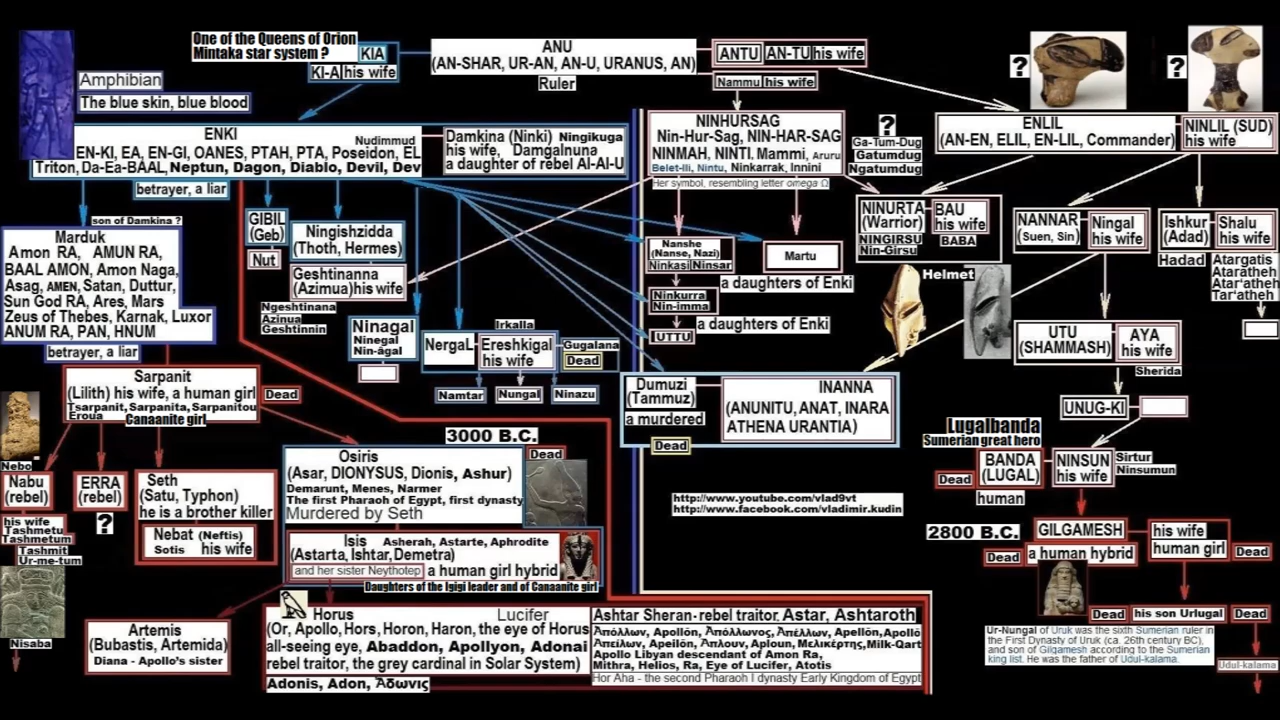 One of the Queens of Orion
Mintaka star system ?
KIA
KI-A his wife
ANU
(AN-SHAR, UR-AN, AN-U, URANUS, AN)
Ruler
ANTU AN-TU his wife
Nammu his wife
?
?
Amphibian
The blue skin, blue blood
ENKI
Nudimmud
EN-KI, EA, EN-GI, OANES, PTAH, PTA, Poseidon, EL
Triton, Da-Ea-BAAL, Neptun, Dagon, Diablo, Devil, Dev
Damkina (Ninki) Ningikuga
his wife, Damgalnuna
a daughter of rebel Al-Al-U
betrayer, a liar
NINHURSAG
Nin-Hur-Sag, NIN-HAR-SAG
NINMAH, NINTI, Mammi, Aruru
Belet-Ili, Nintu, Ninkarrak, Innini
Her symbol, resembling letter omega Ω
?
Ga-Tum-Dug
Gatumdug
Ngatumdug
ENLIL
(AN-EN, ELIL, EN-LIL, Commander)
NINLIL (SUD)
his wife
son of Damkina ?
Marduk
Amon RA, AMUN RA,
BAAL AMON, Amon Naga,
Asag, AMEN, Satan, Duttur,
Sun God RA, Ares, Mars
Zeus of Thebes, Karnak, Luxor
ANUM RA, PAN, HNUM
betrayer, a liar
GIBIL
(Geb)
Nut
Ningishzidda
(Thoth, Hermes)
Geshtinanna
(Azimua)his wife
Ngeshtinana
Azinua
Geshtinnin
Ninagal
Ninegal
Nin-âgal
NergaL
Irkalla
Ereshkigal
his wife
Gugalana
Dead
Namtar
Nungal
Ninazu
Nanshe
(Nanse, Nazi)
Ninkasi Ninsar
Martu
a daughters of Enki
Ninkurra
Nin-imma
a daughters of Enki
UTTU
NINURTA
(Warrior)
NINGIRSU
Nin-Girsu
BAU
his wife
BABA
Helmet
NANNAR
(Suen, Sin)
Ningal
his wife
Ishkur
(Adad)
Hadad
Shalu
his wife
Atargatis
Ataratheh
Atar'atheh
Tar'atheh
UTU
(SHAMMASH)
AYA
his wife
Sherida
UNUG-KI
Dumuzi
(Tammuz)
a murdered
Dead
INANNA
(ANUNITU, ANAT, INARA
ATHENA URANTIA)
Sarpanit
(Lilith) his wife, a human girl
Tsarpanit, Sarpanita, Sarpanitou
Eroua
Canaanite girl
Dead
Nebo
Nabu
(rebel)
his wife
Tashmetu
Tashmetum
Tashmit
Ur-me-tum
Nisaba
ERRA
(rebel)
?
Seth
(Satu, Typhon)
he is a brother killer
Nebat (Neftis)
Sotis his wife
3000 B.C.
Osiris
(Asar, DIONYSUS, Dionis, Ashur)
Demarunt, Menes, Narmer
The first Pharaoh of Egypt, first dynasty
Murdered by Seth
Dead
Isis Asherah, Astarte, Aphrodite
(Astarta, Ishtar,Demetra)
and her sister Neythotep a human girl hybrid
Daughters of the Igigi leader and of Canaanite girl
Artemis
(Bubastis, Artemida)
Diana - Apollo's sister
Horus Lucifer
(Or, Apollo, Hors, Horon, Haron, the eye of Horus
all-seeing eye, Abaddon, Apollyon, Adonai
rebel traitor, the grey cardinal in Solar System)
Adonis, Adon, Ἄδωνις
Ashtar Sheran-rebel traitor, Astar, Ashtaroth
Ἀπόλλων, Apollōn, Ἀπόλλωνος, Ἀπέλλων, Apellōn, Apollō
Ἀπείλων, Apeilōn, Ἄπλουν, Aploun, Μελικέρτης, Milk-Qart
Apollo Libyan descendant of Amon Ra,
Mithra, Helios, Ra, Eye of Lucifer, Atotis
Hor Aha - the second Pharaoh I dynasty Early Kingdom of Egypt
http://www.youtube.com/vlad9vt
http://www.facebook.com/vladimir.kudin
Lugalbanda
Sumerian great hero
Dead
BANDA
(LUGAL)
human
NINSUN
his wife
Sirtur
Ninsumun
2800 B.C.
GILGAMESH
Dead
a human hybrid
his wife
human girl
Dead
Dead
his son Urlugal
Dead
Ur-Nungal of Uruk was the sixth Sumerian ruler in
the First Dynasty of Uruk (ca. 26th century BC),
and son of Gilgamesh according to the Sumerian
king list. He was the father of Udul-kalama.
Udul-kalama